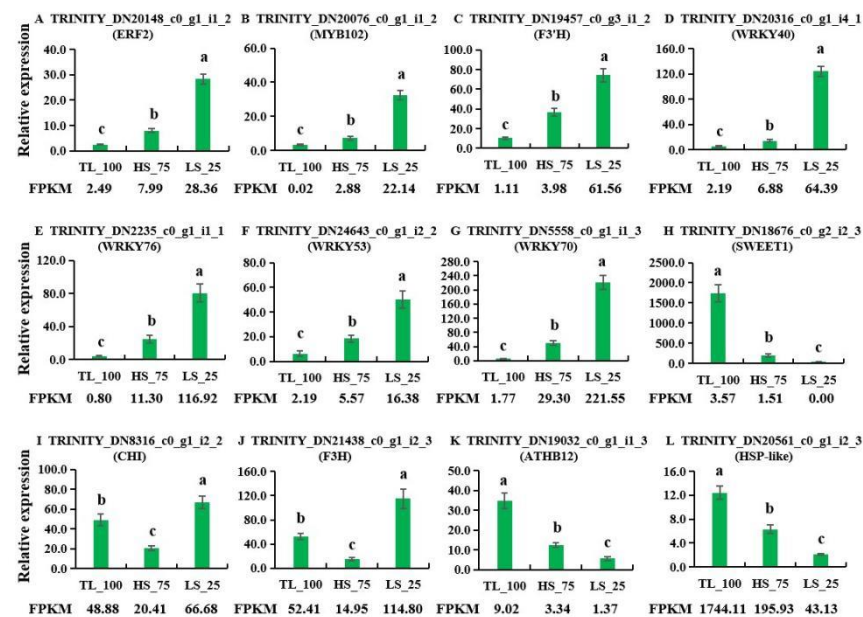 A TRINITY_DN20148_c0_g1_i1_2 B TRINITY_DN20076_c0_g1_i1_2 C TRINITY_DN19457_c0_g3_i1_2 D TRINITY_DN20316_c0_g1_i4_1
(ERF2) (MYB102) (F3'H) (WRKY40)
Relative expression
40.0 60.0 100.0 160.0
30.0 40.0 80.0 120.0
20.0 20.0 60.0 80.0
10.0 0.0 40.0 40.0
0.0 20.0 0.0
0.0
c b a c b a c b a c b a
TL_100 HS_75 LS_25 TL_100 HS_75 LS_25 TL_100 HS_75 LS_25 TL_100 HS_75 LS_25
FPKM 2.49 7.99 28.36 0.02 2.88 22.14 1.11 3.98 61.56 2.19 6.88 64.39
E TRINITY_DN2235_c0_g1_i1_1 F TRINITY_DN24643_c0_g1_i2_2 G TRINITY_DN5558_c0_g1_i1_3 H TRINITY_DN18676_c0_g2_i2_3
(WRKY76) (WRKY53) (WRKY70) (SWEET1)
Relative expression
120.0 80.0 280.0 2500.0
80.0 60.0 240.0 2000.0
40.0 40.0 200.0 1500.0
0.0 20.0 160.0 1000.0
0.0 120.0 500.0
80.0 0.0
40.0
0.0
c b a c b a c b a a b c
TL_100 HS_75 LS_25 TL_100 HS_75 LS_25 TL_100 HS_75 LS_25 TL_100 HS_75 LS_25
FPKM 0.80 11.30 116.92 2.19 5.57 16.38 1.77 29.30 221.55 3.57 1.51 0.00
I TRINITY_DN8316_c0_g1_i2_2 J TRINITY_DN21438_c0_g1_i2_3 K TRINITY_DN19032_c0_g1_i1_3 L TRINITY_DN20561_c0_g1_i2_3
(CHI) (F3H) (ATHB12) (HSP-like)
Relative expression
100.0 160.0 50.0 16.0
80.0 120.0 40.0 12.0
60.0 80.0 30.0 8.0
40.0 40.0 20.0 4.0
20.0 0.0 10.0 0.0
0.0 0.0
b c a b c a a b c a b c
TL_100 HS_75 LS_25 TL_100 HS_75 LS_25 TL_100 HS_75 LS_25 TL_100 HS_75 LS_25
FPKM 48.88 20.41 66.68 52.41 14.95 114.80 9.02 3.34 1.37 1744.11 195.93 43.13